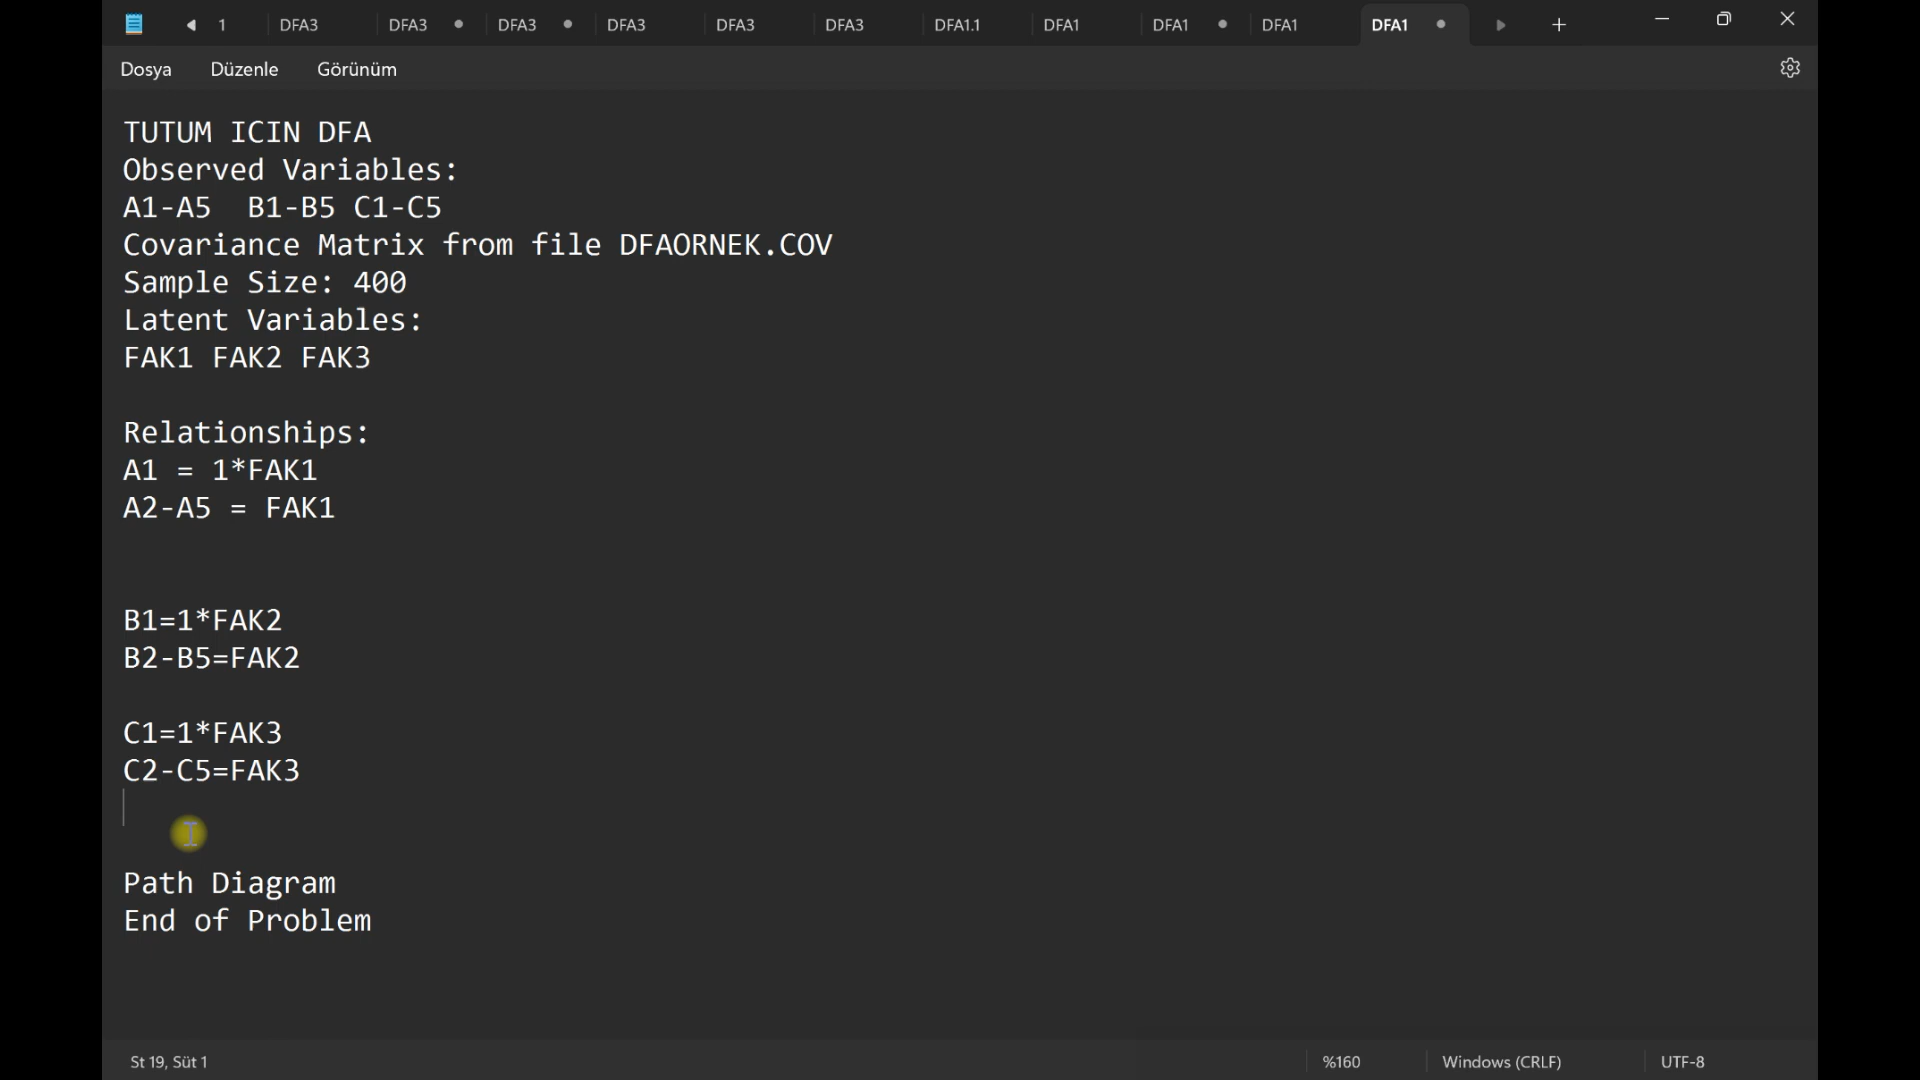 1 DFA3 DFA3 DFA3 DFA3 DFA3 DFA3 DFA1.1 DFA1 DFA1 DFA1 DFA1
Dosya Düzenle Görünüm
TUTUM ICIN DFA
Observed Variables:
A1-A5  B1-B5 C1-C5
Covariance Matrix from file DFAORNEK.COV
Sample Size: 400
Latent Variables:
FAK1 FAK2 FAK3
Relationships:
A1 = 1*FAK1
A2-A5 = FAK1
B1=1*FAK2
B2-B5=FAK2
C1=1*FAK3
C2-C5=FAK3
Path Diagram
End of Problem
St 19, Süt 1 %160 Windows (CRLF) UTF-8